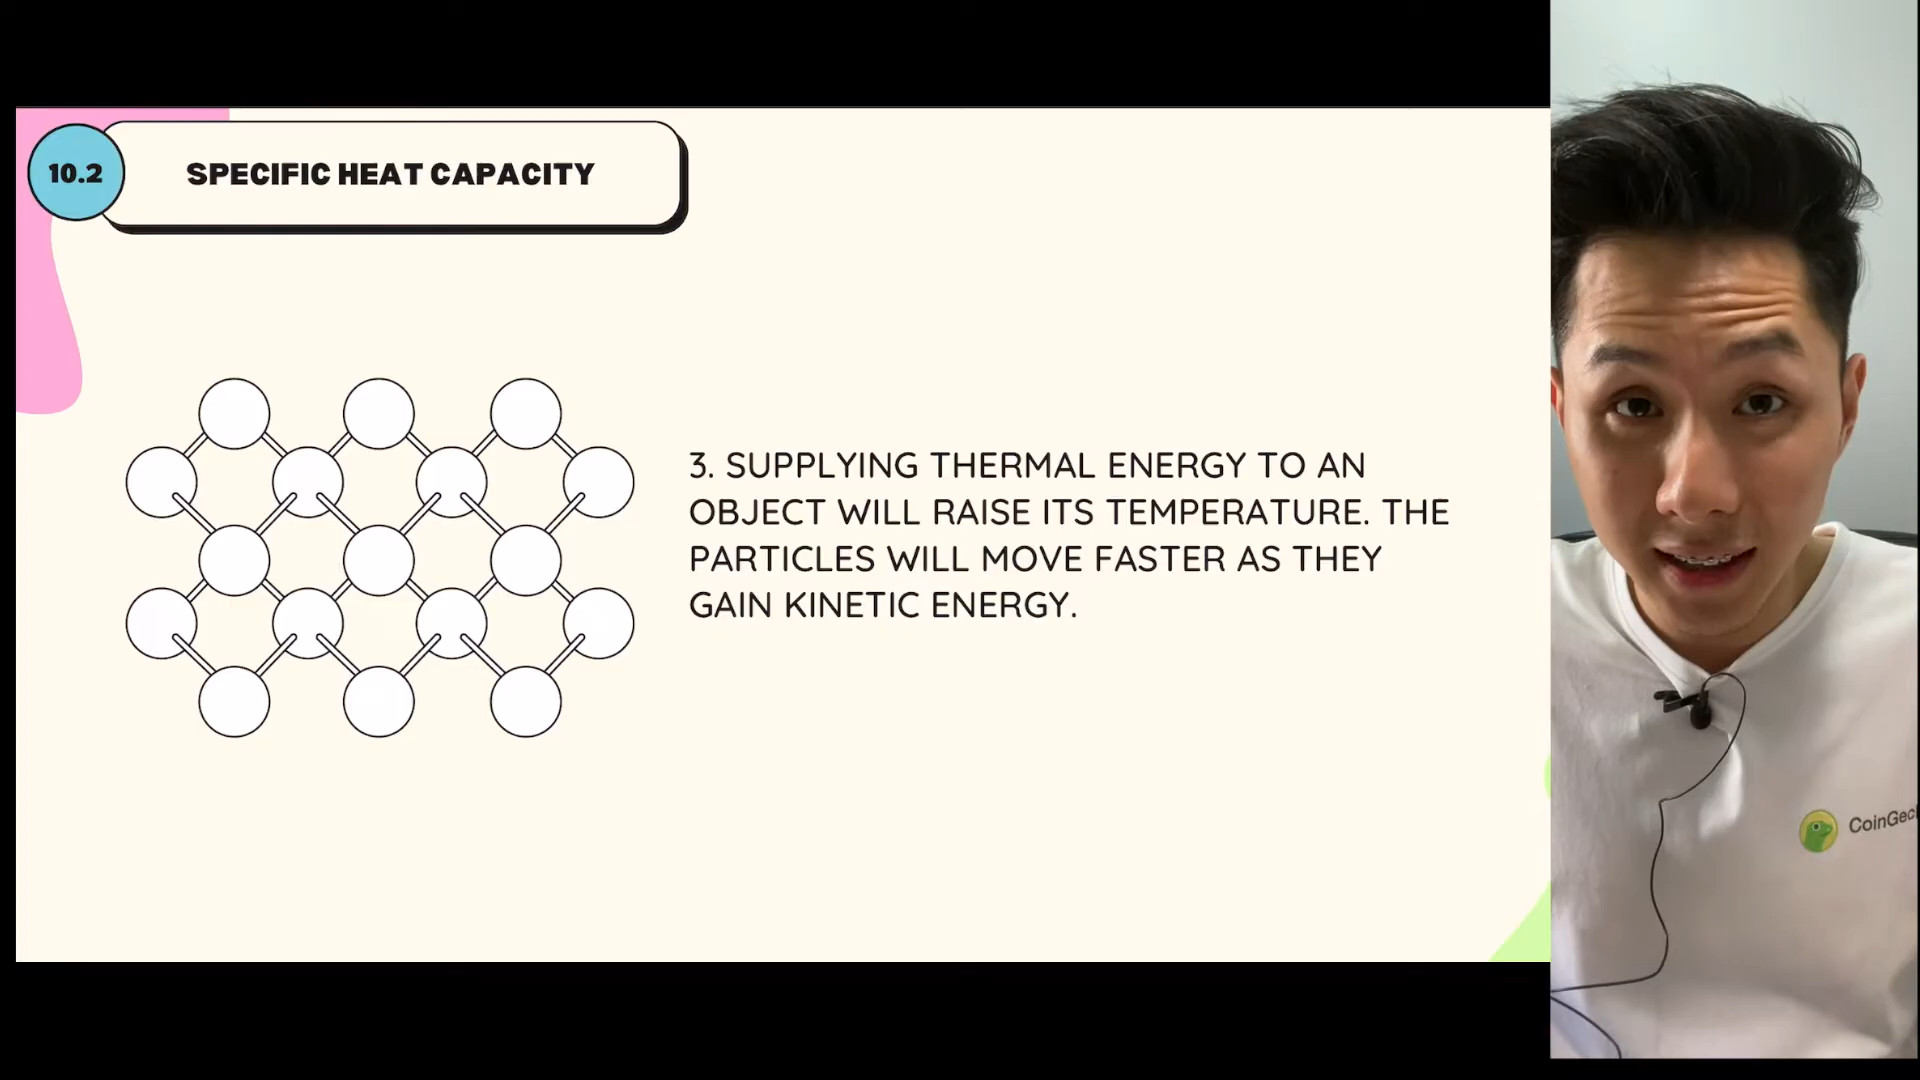 10.2
SPECIFIC HEAT CAPACITY
3. SUPPLYING THERMAL ENERGY TO AN
OBJECT WILL RAISE ITS TEMPERATURE. THE
PARTICLES WILL MOVE FASTER AS THEY
GAIN KINETIC ENERGY.